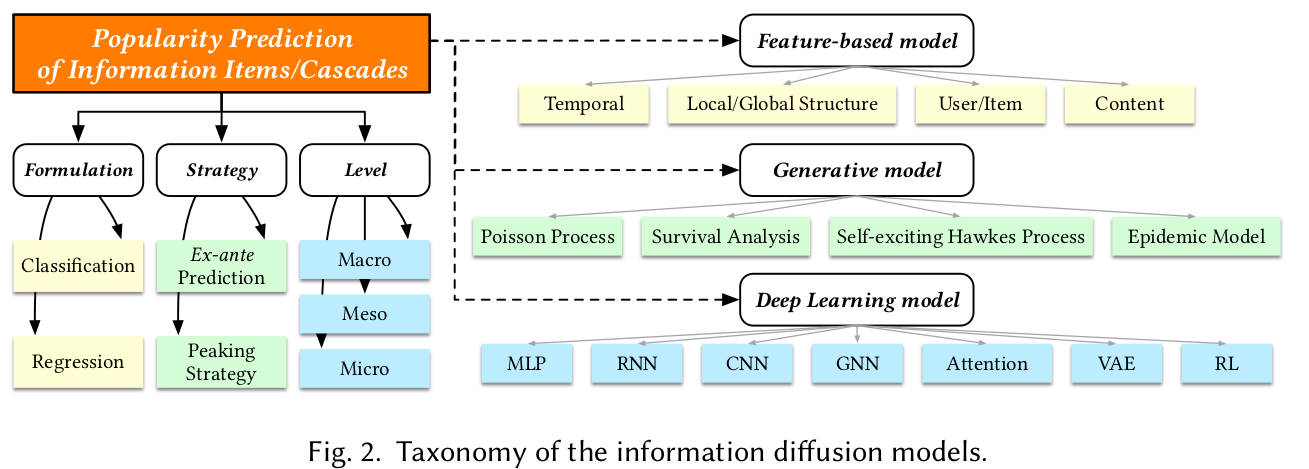 Popularity Prediction
of Information Items/Cascades
Formulation
Strategy
Level
Classification
Ex-ante
Prediction
Macro
Meso
Regression
Peaking
Strategy
Micro
Feature-based model
Temporal
Local/Global Structure
User/Item
Content
Generative model
Poisson Process
Survival Analysis
Self-exciting Hawkes Process
Epidemic Model
Deep Learning model
MLP
RNN
CNN
GNN
Attention
VAE
RL
Fig. 2. Taxonomy of the information diffusion models.